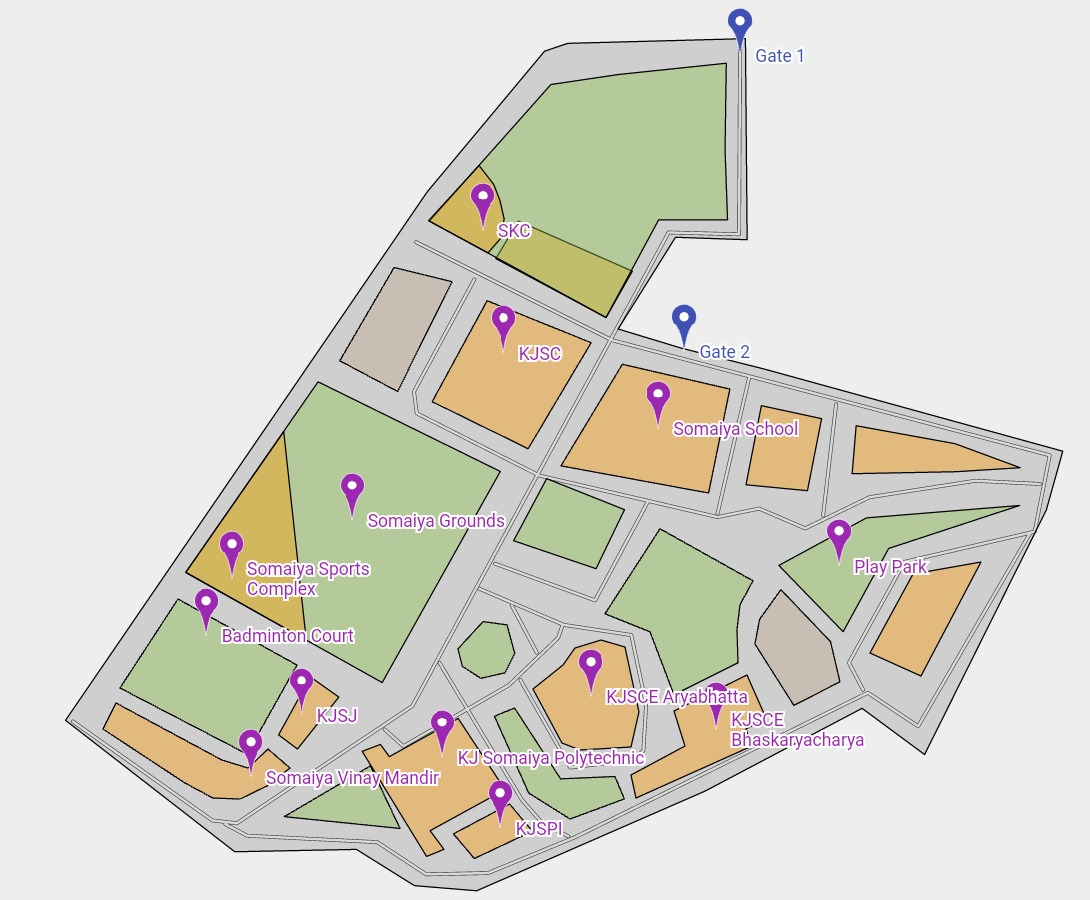 Gate 1
SKC
Gate 2
KJSC
Somaiya School
Somaiya Grounds
Somaiya Sports
Complex
Play Park
Badminton Court
KJSCE Aryabhatta
KJSJ
KJSCE
Bhaskaryacharya
KJ Somaiya Polytechnic
Somaiya Vinay Mandir
KJSPI